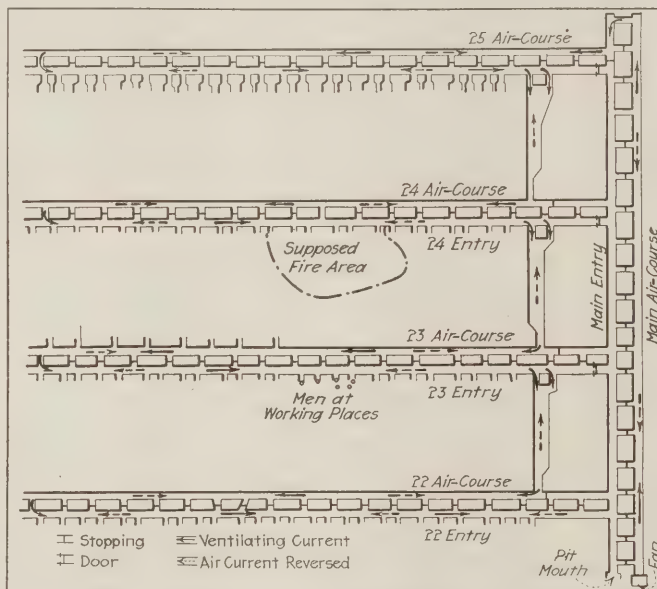 25 Air-Course
24 Air-Course
24 Entry
Supposed
Fire Area
Main Entry
Main Air-Course
23 Air-Course
23 Entry
Men at
Working Places
22 Air-Course
22 Entry
Stopping
Ventilating Current
Door
Air Current Reversed
Pit
Mouth
Fan